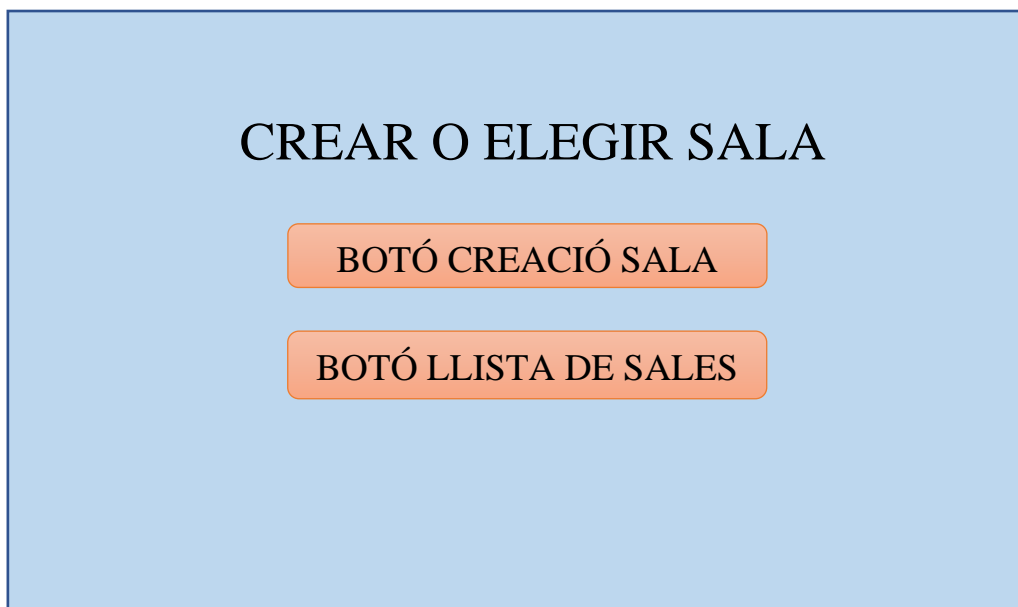 CREAR O ELEGIR SALA
BOTÓ CREACIÓ SALA
BOTÓ LLISTA DE SALES